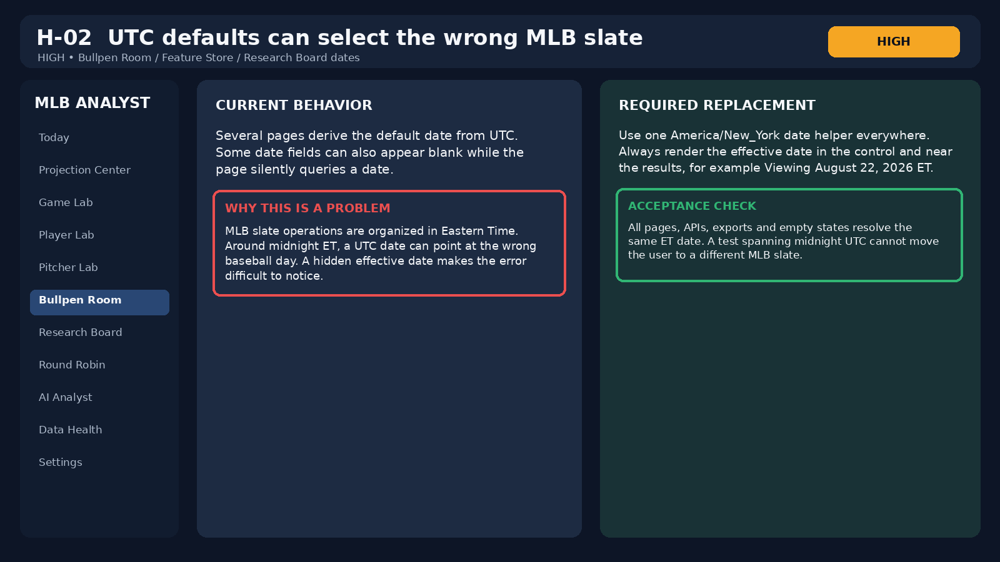 H-02 UTC defaults can select the wrong MLB slate
HIGH • Bullpen Room / Feature Store / Research Board dates
HIGH
MLB ANALYST
Today
Projection Center
Game Lab
Player Lab
Pitcher Lab
Bullpen Room
Research Board
Round Robin
AI Analyst
Data Health
Settings
CURRENT BEHAVIOR
Several pages derive the default date from UTC.
Some date fields can also appear blank while the
page silently queries a date.
WHY THIS IS A PROBLEM
MLB slate operations are organized in Eastern Time.
Around midnight ET, a UTC date can point at the wrong
baseball day. A hidden effective date makes the error
difficult to notice.
REQUIRED REPLACEMENT
Use one America/New_York date helper everywhere.
Always render the effective date in the control and near
the results, for example Viewing August 22, 2026 ET.
ACCEPTANCE CHECK
All pages, APIs, exports and empty states resolve the
same ET date. A test spanning midnight UTC cannot move
the user to a different MLB slate.